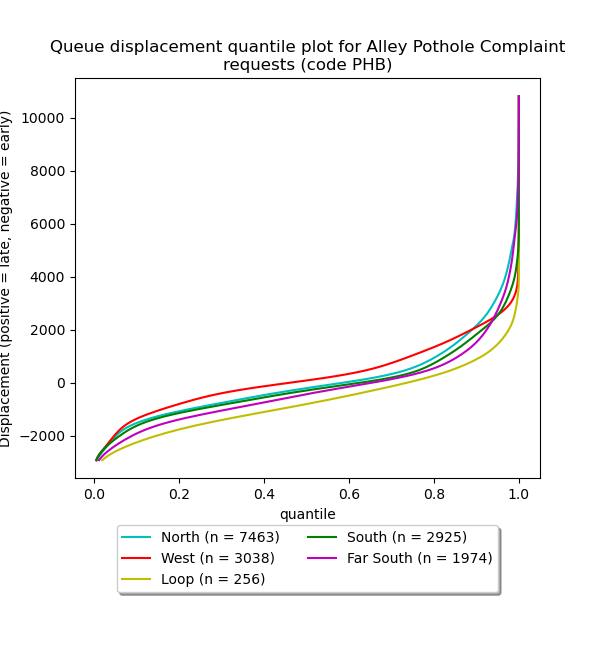 Queue displacement quantile plot for Alley Pothole Complaint
requests (code PHB)
Displacement (positive = late, negative = early)
10000
8000
6000
4000
2000
0
−2000
0.0 0.2 0.4 0.6 0.8 1.0
quantile
North (n = 7463) South (n = 2925)
West (n = 3038) Far South (n = 1974)
Loop (n = 256)